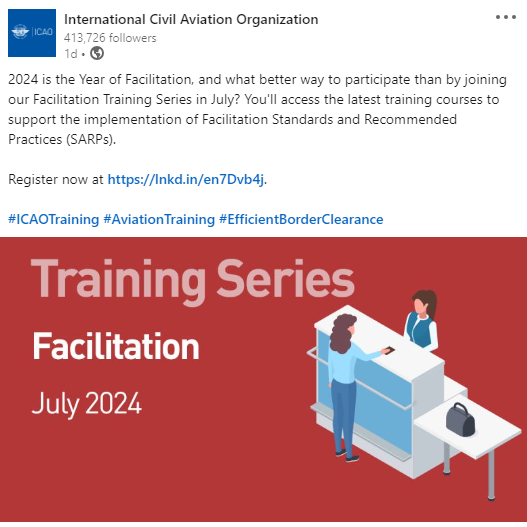 ICAO
International Civil Aviation Organization
413,726 followers
1d •
2024 is the Year of Facilitation, and what better way to participate than by joining
our Facilitation Training Series in July? You'll access the latest training courses to
support the implementation of Facilitation Standards and Recommended
Practices (SARPs).
Register now at https://lnkd.in/en7Dvb4j.
#ICAOTraining #AviationTraining #EfficientBorderClearance
Training Series
Facilitation
July 2024